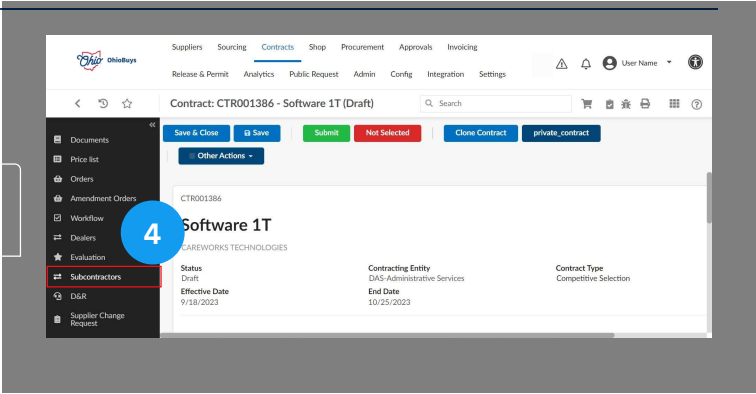 Ohio OhioBuys
Suppliers Sourcing Contracts Shop Procurement Approvals Invoicing
Release & Permit Analytics Public Request Admin Config Integration Settings
User Name
Contract: CTR001386 - Software 1T (Draft)
Search
Documents
Price list
Orders
Amendment Orders
Workflow
Dealers
Evaluation
Subcontractors
D&R
Supplier Change
Request
4
Save & Close Save Submit Not Selected Clone Contract private_contract
Other Actions
CTR001386
Software 1T
CAREWORKS TECHNOLOGIES
Status Contracting Entity Contract Type
Draft DAS-Administrative Services Competitive Selection
Effective Date End Date
9/18/2023 10/25/2023